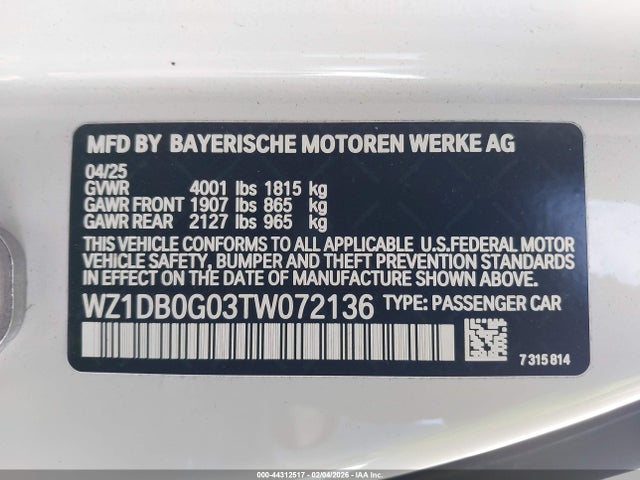 MFD BY BAYERISCHE MOTOREN WERKE AG
04/25
GVWR 4001 lbs 1815 kg
GAWR FRONT 1907 lbs 865 kg
GAWR REAR 2127 lbs 965 kg
THIS VEHICLE CONFORMS TO ALL APPLICABLE U.S.FEDERAL MOTOR
VEHICLE SAFETY, BUMPER, AND THEFT PREVENTION STANDARDS
IN EFFECT ON THE DATE OF MANUFACTURE SHOWN ABOVE.
WZ1DB0G03TW072136 TYPE: PASSENGER CAR
7315814
000-44312517 - 02/04/2026 - © IAA, Inc.